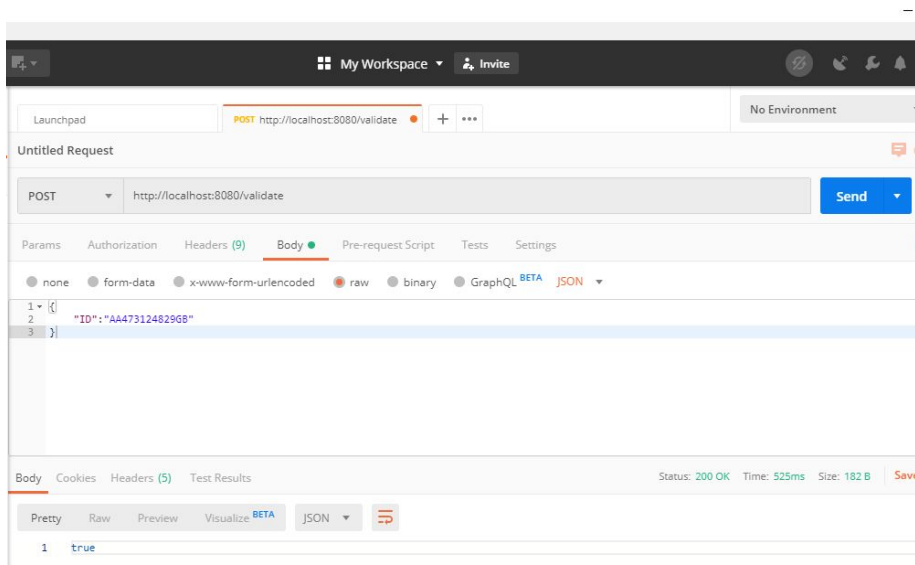 My Workspace Invite
Launchpad POST http://localhost:8080/validate + ••• No Environment
Untitled Request
POST http://localhost:8080/validate Send
Params Authorization Headers (9) Body Pre-request Script Tests Settings
none form-data x-www-form-urlencoded raw binary GraphQL BETA JSON
1 {
2 "ID":"AA473124829GB"
3 }
Body Cookies Headers (5) Test Results Status: 200 OK Time: 525ms Size: 182 B Save
Pretty Raw Preview Visualize BETA JSON
1 true